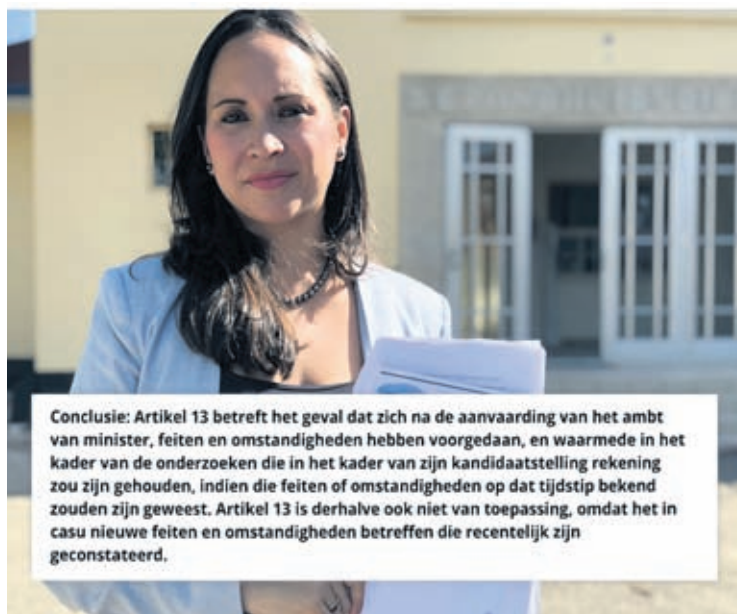 Conclusie: Artikel 13 betreft het geval dat zich na de aanvaarding van het ambt
van minister, feiten en omstandigheden hebben voorgedaan, en waarmede in het
kader van de onderzoeken die in het kader van zijn kandidaatstelling rekening
zou zijn gehouden, indien die feiten of omstandigheden op dat tijdstip bekend
zouden zijn geweest. Artikel 13 is derhalve ook niet van toepassing, omdat het in
casu nieuwe feiten en omstandigheden betreffen die recentelijk zijn
geconstateerd.